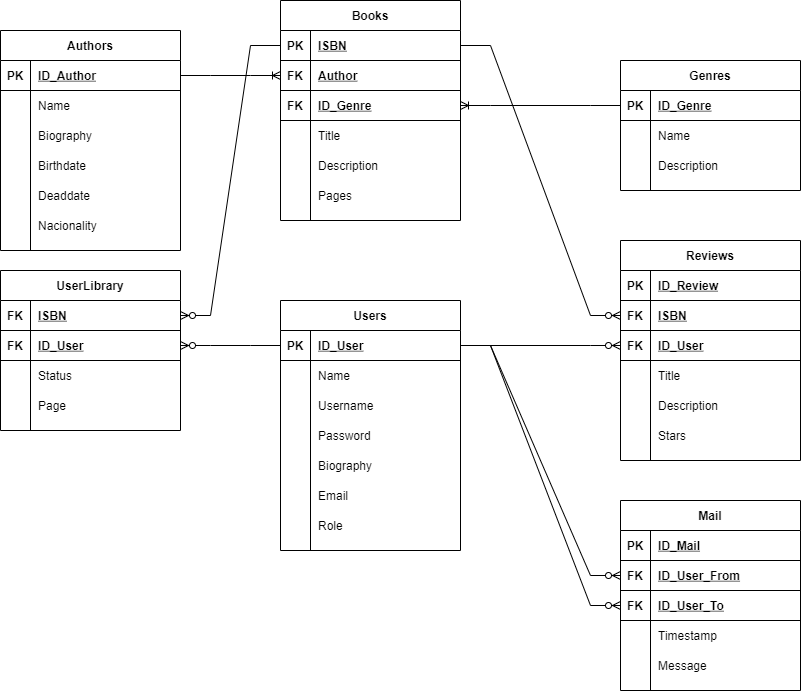 Authors
PK ID_Author
Name
Biography
Birthdate
Deaddate
Nacionality
Books
PK ISBN
FK Author
FK ID_Genre
Title
Description
Pages
Genres
PK ID_Genre
Name
Description
UserLibrary
FK ISBN
FK ID_User
Status
Page
Users
PK ID_User
Name
Username
Password
Biography
Email
Role
Reviews
PK ID_Review
FK ISBN
FK ID_User
Title
Description
Stars
Mail
PK ID_Mail
FK ID_User_From
FK ID_User_To
Timestamp
Message